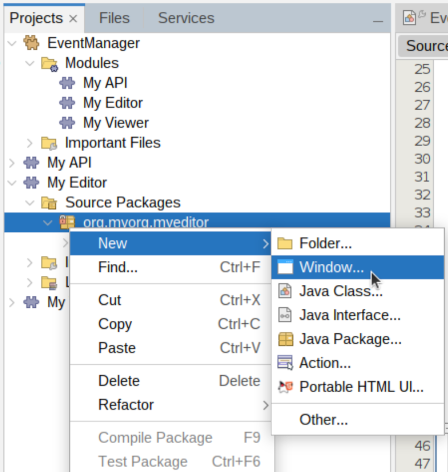 Projects × Files Services
EventManager
Modules
My API
My Editor
My Viewer
Important Files
My API
My Editor
Source Packages
org.myorg.myeditor
My
New
Find... Ctrl+F
Cut Ctrl+X
Copy Ctrl+C
Paste Ctrl+V
Delete Delete
Refactor
Compile Package F9
Test Package Ctrl+F6
Folder...
Window...
Java Class...
Java Interface...
Java Package...
Action...
Portable HTML UI...
Other...
Source
25
26
27
28
29
30
31
32
33
46
47